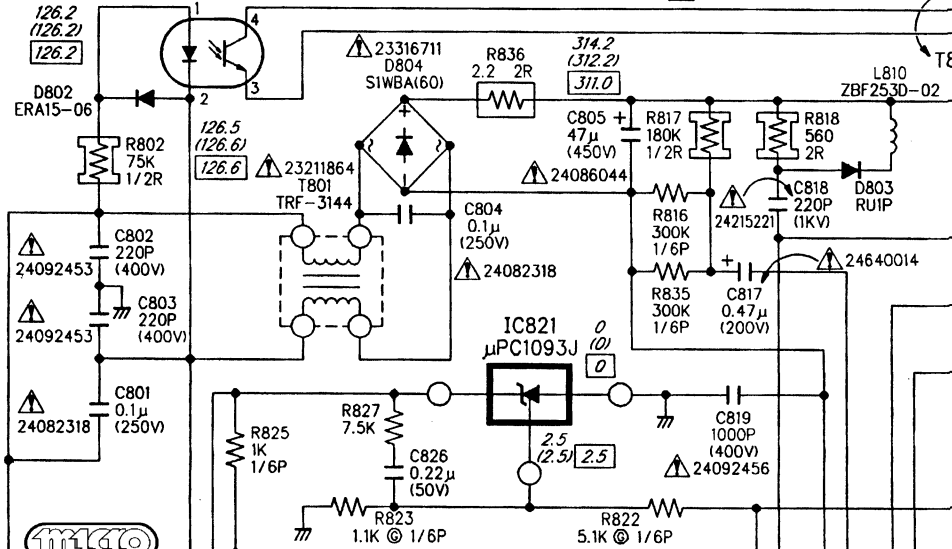 126.2
(126.2)
126.2
1
4
2
3
D802
ERA15-06
126.5
(126.6)
126.6
R802
75K
1/2R
23316711
D804
S1WBA(60)
R836
2.2 2R
314.2
(312.2)
311.0
T8
L810
ZBF253D-02
C805
47μ
(450V)
R817
180K
1/2R
R818
560
2R
23211864
T801
TRF-3144
24086044
C804
0.1μ
(250V)
24082318
R816
300K
1/6P
24215221
C818
220P
(1KV)
D803
RU1P
C802
220P
(400V)
24092453
C803
220P
(400V)
24092453
R835
300K
1/6P
C817
0.47μ
(200V)
24640014
IC821
μPC1093J
0
(0)
0
C801
0.1μ
(250V)
24082318
R825
1K
1/6P
R827
7.5K
C826
0.22μ
(50V)
2.5
(2.5)
2.5
C819
1000P
(400V)
24092456
R823
1.1K G 1/6P
R822
5.1K G 1/6P
micro